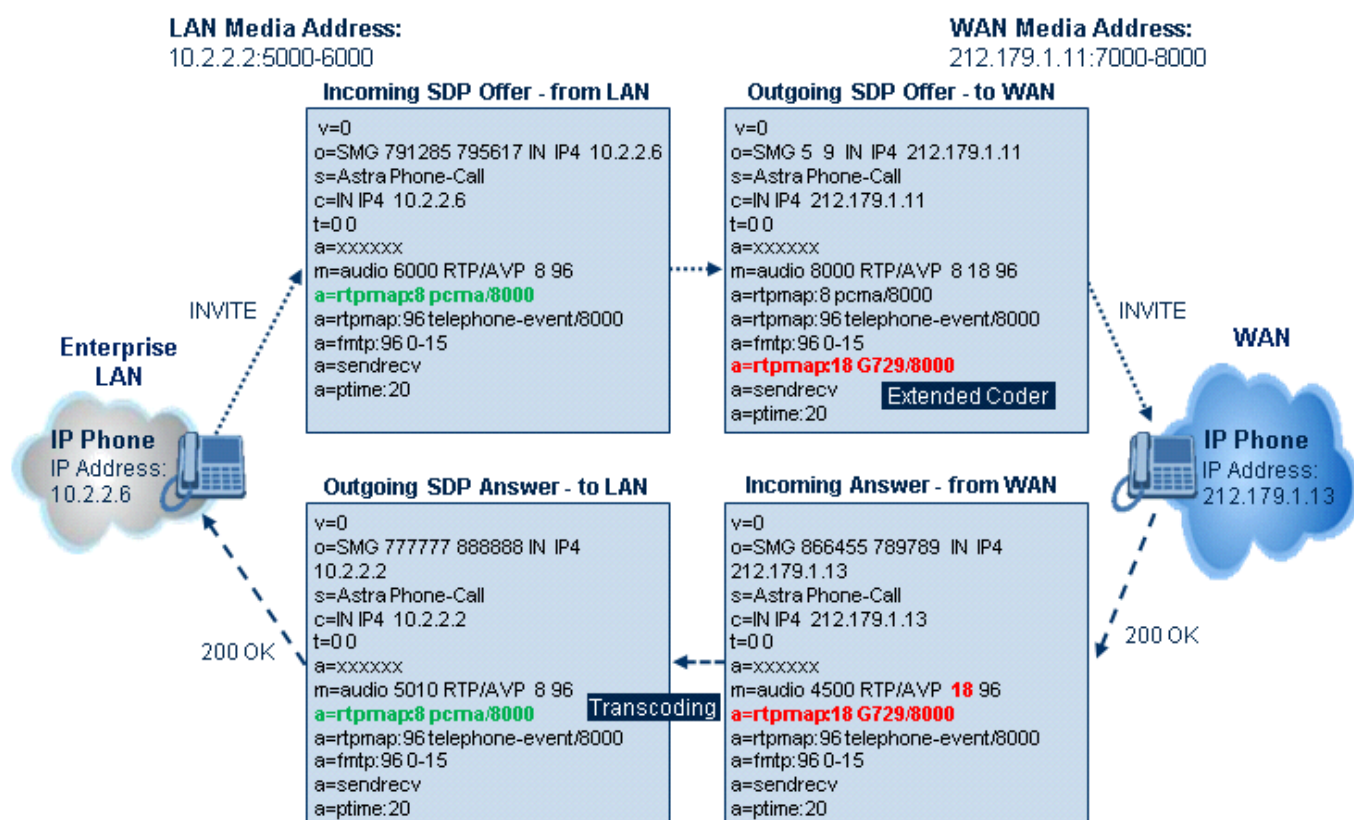 LAN Media Address:
10.2.2.2:5000-6000
WAN Media Address:
212.179.1.11:7000-8000
Incoming SDP Offer - from LAN
v=0
o=SMG 791285 795617 IN IP4 10.2.2.6
s=Astra Phone-Call
c=IN IP4 10.2.2.6
t=0 0
a=xxxxxx
m=audio 6000 RTP/AVP 8 96
a=rtpmap:8 pcma/8000
a=rtpmap:96 telephone-event/8000
a=fmtp:96 0-15
a=sendrecv
a=ptime:20
Outgoing SDP Offer - to WAN
v=0
o=SMG 5 9 IN IP4 212.179.1.11
s=Astra Phone-Call
c=IN IP4 212.179.1.11
t=0 0
a=xxxxxx
m=audio 8000 RTP/AVP 8 18 96
a=rtpmap:8 pcma/8000
a=rtpmap:96 telephone-event/8000
a=fmtp:96 0-15
a=rtpmap:18 G729/8000
a=sendrecv
a=ptime:20
Extended Coder
INVITE
INVITE
Enterprise
LAN
IP Phone
IP Address:
10.2.2.6
WAN
IP Phone
IP Address:
212.179.1.13
Outgoing SDP Answer - to LAN
v=0
o=SMG 777777 888888 IN IP4
10.2.2.2
s=Astra Phone-Call
c=IN IP4 10.2.2.2
t=0 0
a=xxxxxx
m=audio 5010 RTP/AVP 8 96
a=rtpmap:8 pcma/8000
a=rtpmap:96 telephone-event/8000
a=fmtp:96 0-15
a=sendrecv
a=ptime:20
Transcoding
Incoming Answer - from WAN
v=0
o=SMG 866455 789789 IN IP4
212.179.1.13
s=Astra Phone-Call
c=IN IP4 212.179.1.13
t=0 0
a=xxxxxx
m=audio 4500 RTP/AVP 18 96
a=rtpmap:18 G729/8000
a=rtpmap:96 telephone-event/8000
a=fmtp:96 0-15
a=sendrecv
a=ptime:20
200 OK
200 OK